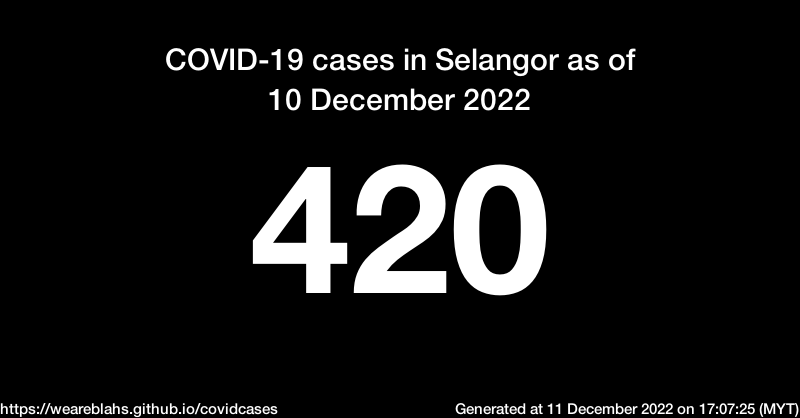 COVID-19 cases in Selangor as of
10 December 2022
420
https://weareblahs.github.io/covidcases
Generated at 11 December 2022 on 17:07:25 (MYT)